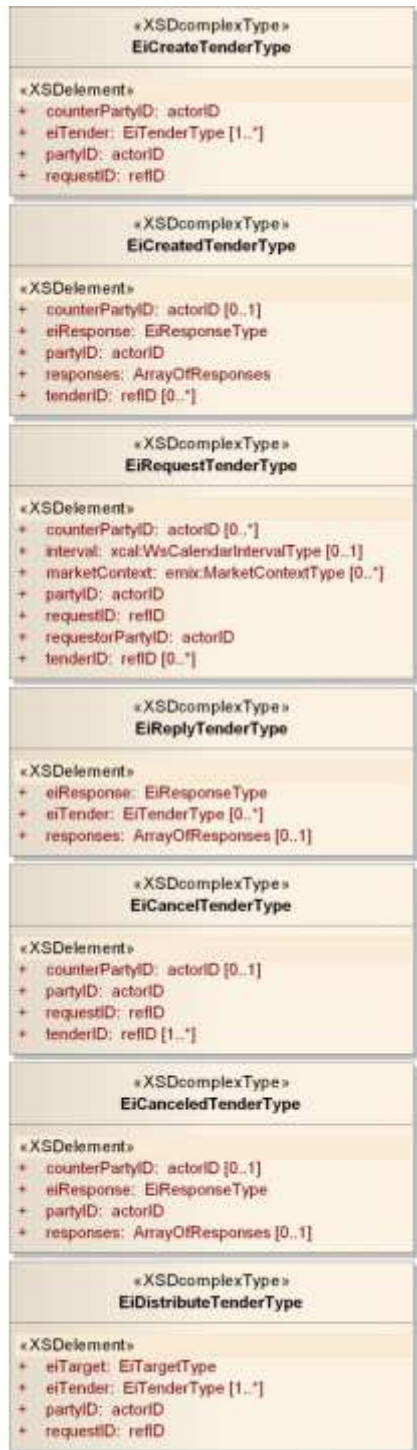 «XSDcomplexType»
EiCreateTenderType
«XSDelement»
+ counterPartyID: actorID
+ eiTender: EiTenderType [1..*]
+ partyID: actorID
+ requestID: refID
«XSDcomplexType»
EiCreatedTenderType
«XSDelement»
+ counterPartyID: actorID [0..1]
+ eiResponse: EiResponseType
+ partyID: actorID
+ responses: ArrayOfResponses
+ tenderID: refID [0..*]
«XSDcomplexType»
EiRequestTenderType
«XSDelement»
+ counterPartyID: actorID [0..*]
+ interval: xcal:WsCalendarIntervalType [0..1]
+ marketContext: emix:MarketContextType [0..*]
+ partyID: actorID
+ requestID: refID
+ requestorPartyID: actorID
+ tenderID: refID [0..*]
«XSDcomplexType»
EiReplyTenderType
«XSDelement»
+ eiResponse: EiResponseType
+ eiTender: EiTenderType [0..*]
+ responses: ArrayOfResponses [0..1]
«XSDcomplexType»
EiCancelTenderType
«XSDelement»
+ counterPartyID: actorID [0..1]
+ partyID: actorID
+ requestID: refID
+ tenderID: refID [1..*]
«XSDcomplexType»
EiCanceledTenderType
«XSDelement»
+ counterPartyID: actorID [0..1]
+ eiResponse: EiResponseType
+ partyID: actorID
+ responses: ArrayOfResponses [0..1]
«XSDcomplexType»
EiDistributeTenderType
«XSDelement»
+ eiTarget: EiTargetType
+ eiTender: EiTenderType [1..*]
+ partyID: actorID
+ requestID: refID